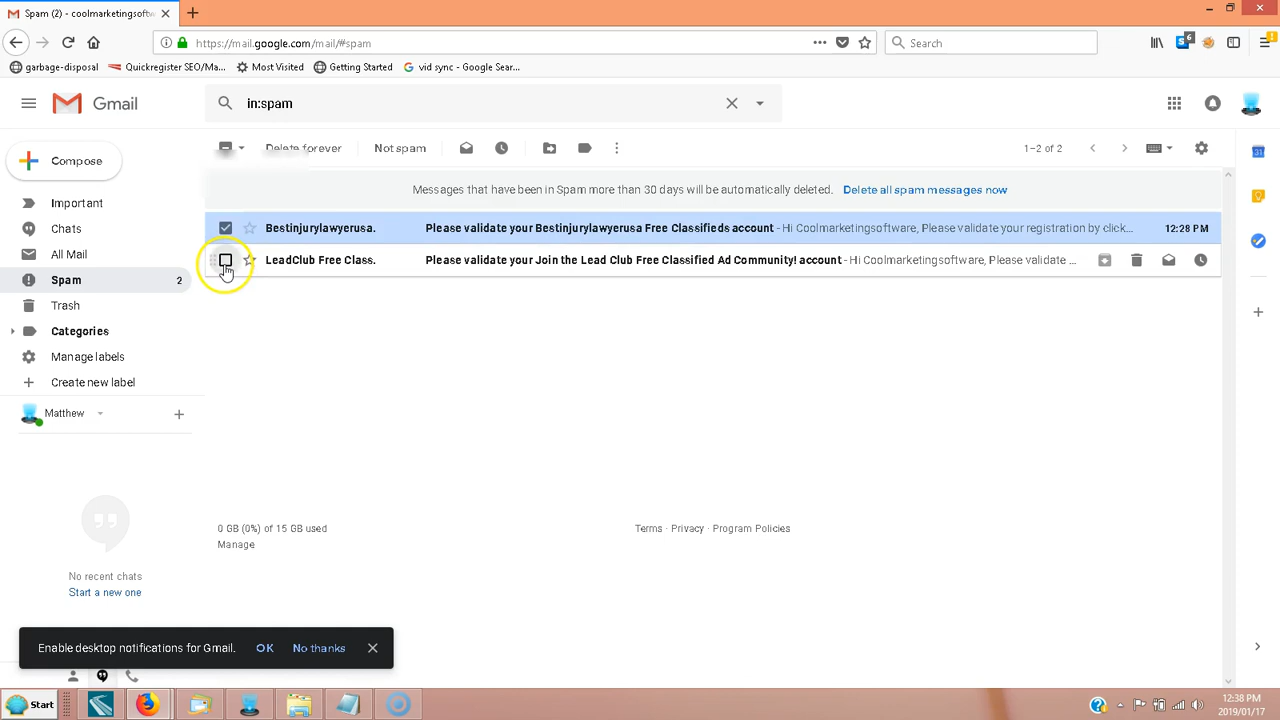 Spam (2) - coolmarketingsoftw
https://mail.google.com/mail/#spam
Search
6
1
garbage-disposal
Quickregister SEO/Ma...
Most Visited
Getting Started
vid sync - Google Sear...
Gmail
in:spam
Compose
Delete forever
Not spam
1–2 of 2
31
Messages that have been in Spam more than 30 days will be automatically deleted.
Delete all spam messages now
Important
Chats
All Mail
Spam 2
Trash
Categories
Manage labels
Create new label
Matthew
Bestinjurylawyerusa. Please validate your Bestinjurylawyerusa Free Classifieds account - Hi Coolmarketingsoftware, Please validate your registration by click... 12:28 PM
LeadClub Free Class. Please validate your Join the Lead Club Free Classified Ad Community! account - Hi Coolmarketingsoftware, Please validate ...
0 GB (0%) of 15 GB used
Manage
Terms · Privacy · Program Policies
No recent chats
Start a new one
Enable desktop notifications for Gmail. OK No thanks
Start
12:38 PM
2019/01/17